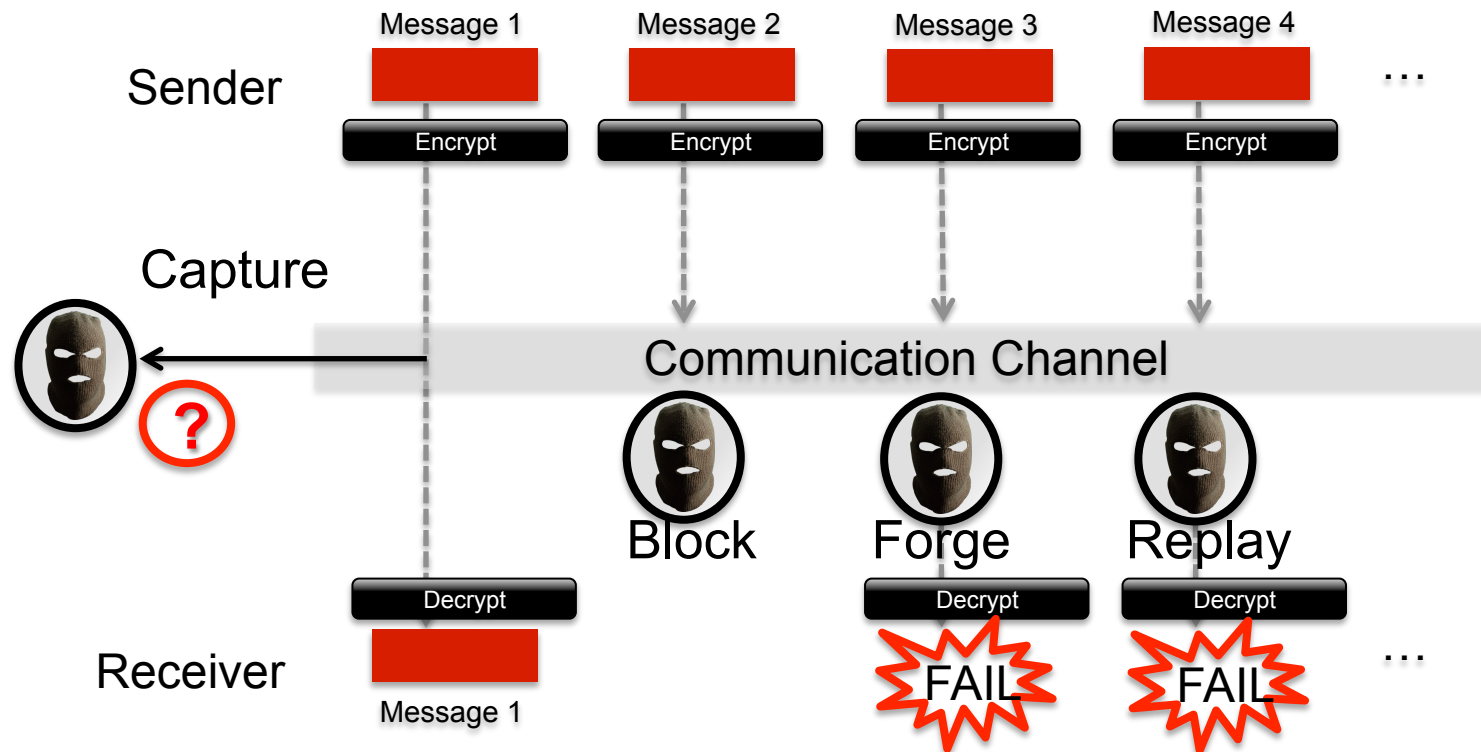 Message 1
Message 2
Message 3
Message 4
Sender
...
Encrypt
Encrypt
Encrypt
Encrypt
Capture
Communication Channel
?
Block
Forge
Replay
Decrypt
Decrypt
Decrypt
Receiver
FAIL
FAIL
...
Message 1